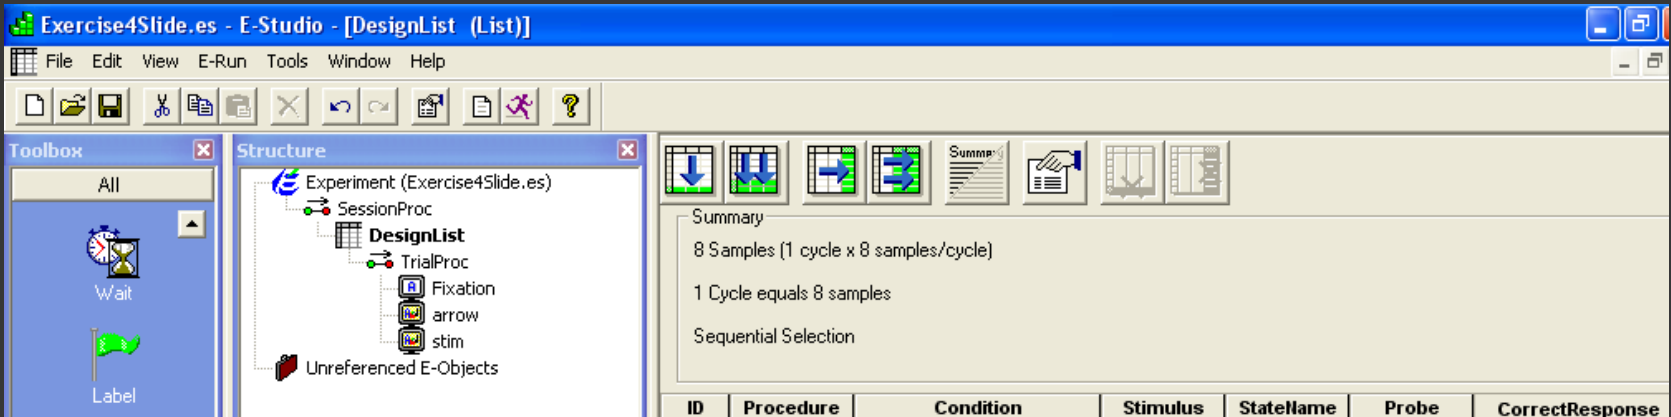 Exercise4Slide.es - E-Studio - [DesignList (List)]
File Edit View E-Run Tools Window Help
Toolbox
All
Wait
Label
Structure
Experiment (Exercise4Slide.es)
SessionProc
DesignList
TrialProc
Fixation
arrow
stim
Unreferenced E-Objects
Summary
Summary
8 Samples (1 cycle x 8 samples/cycle)
1 Cycle equals 8 samples
Sequential Selection
ID Procedure Condition Stimulus StateName Probe CorrectResponse